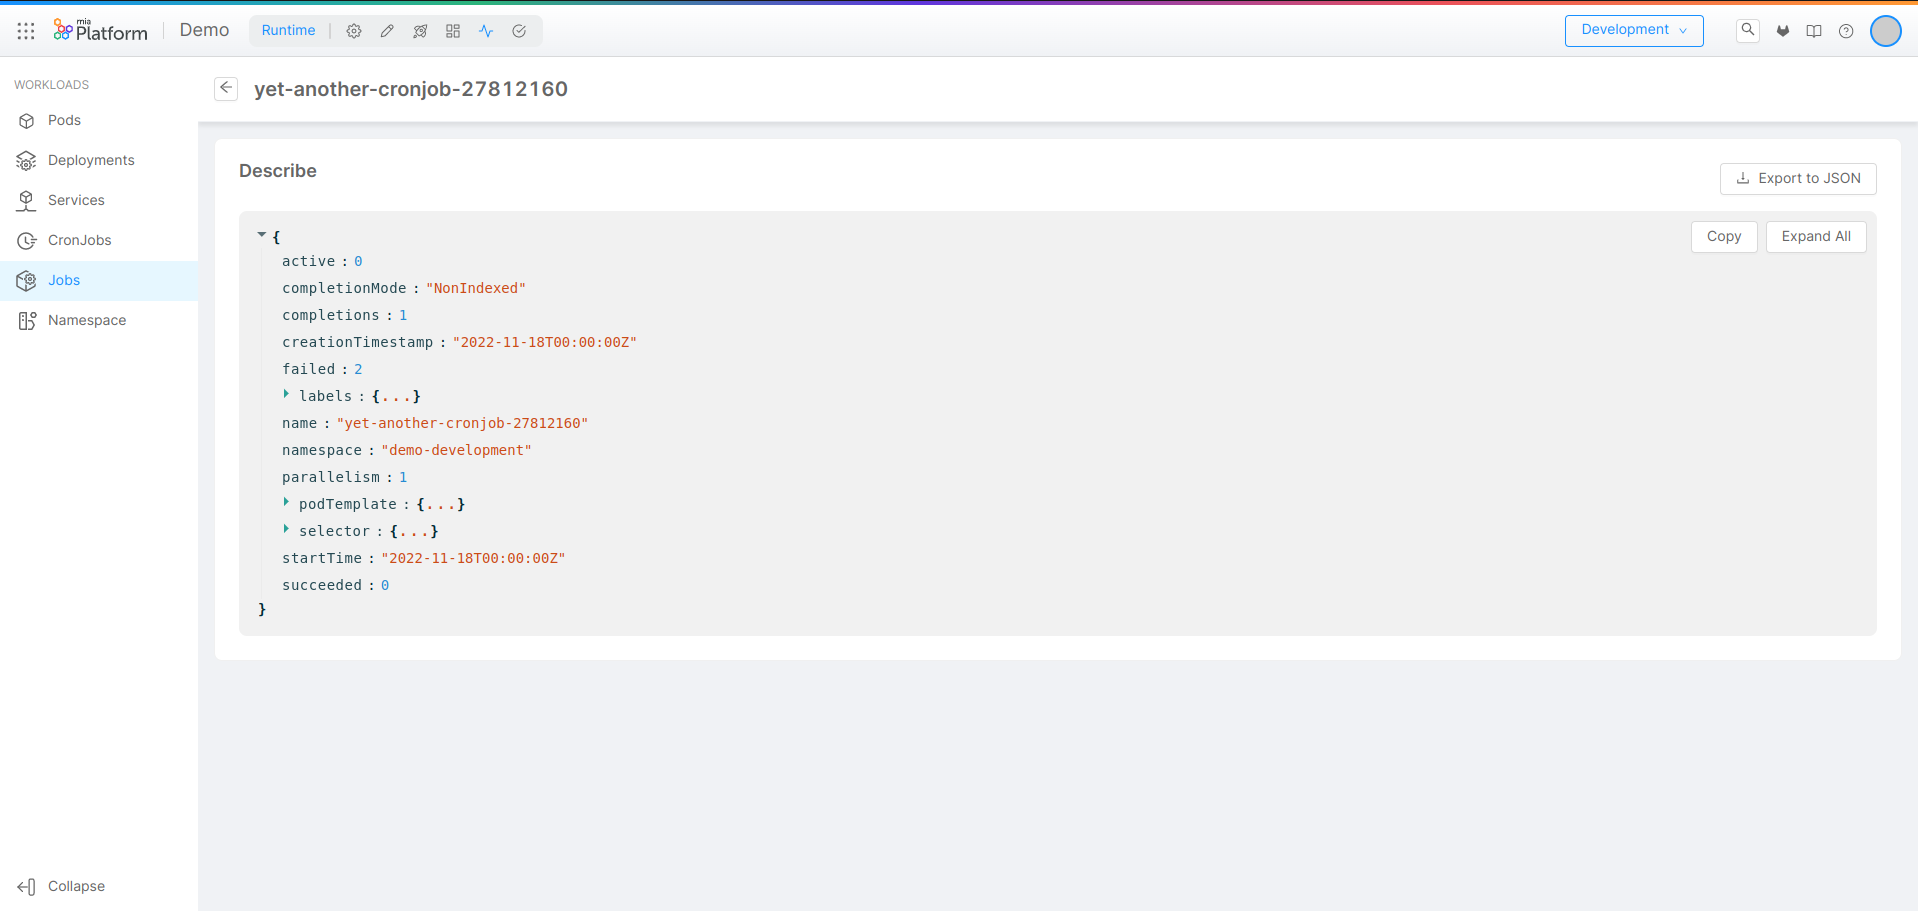 mia
Platform
Demo
Runtime
Development
WORKLOADS
Pods
Deployments
Services
CronJobs
Jobs
Namespace
Collapse
yet-another-cronjob-27812160
Describe
Export to JSON
Copy
Expand All
{
active : 0
completionMode : "NonIndexed"
completions : 1
creationTimestamp : "2022-11-18T00:00:00Z"
failed : 2
labels : {...}
name : "yet-another-cronjob-27812160"
namespace : "demo-development"
parallelism : 1
podTemplate : {...}
selector : {...}
startTime : "2022-11-18T00:00:00Z"
succeeded : 0
}